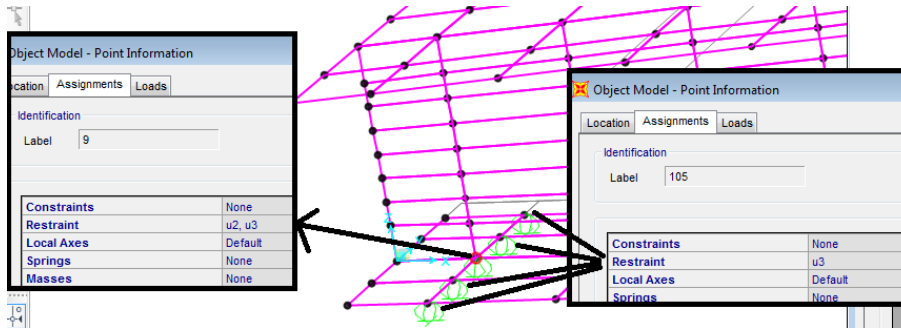 Object Model - Point Information
ocation Assignments Loads
Identification
Label 9
Constraints None
Restraint u2, u3
Local Axes Default
Springs None
Masses None
Object Model - Point Information
Location Assignments Loads
Identification
Label 105
Constraints None
Restraint u3
Local Axes Default
Springs None